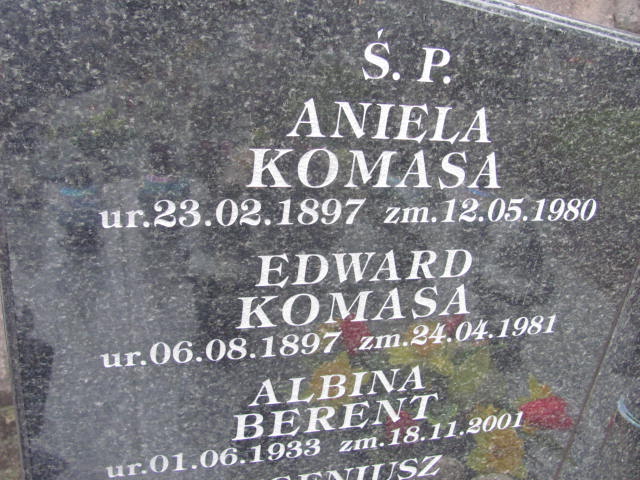 Ś. P.
ANIELA
KOMASA
ur.23.02.1897 zm.12.05.1980
EDWARD
KOMASA
ur.06.08.1897 zm.24.04.1981
ALBINA
BERENT
ur.01.06.1933 zm.18.11.2001